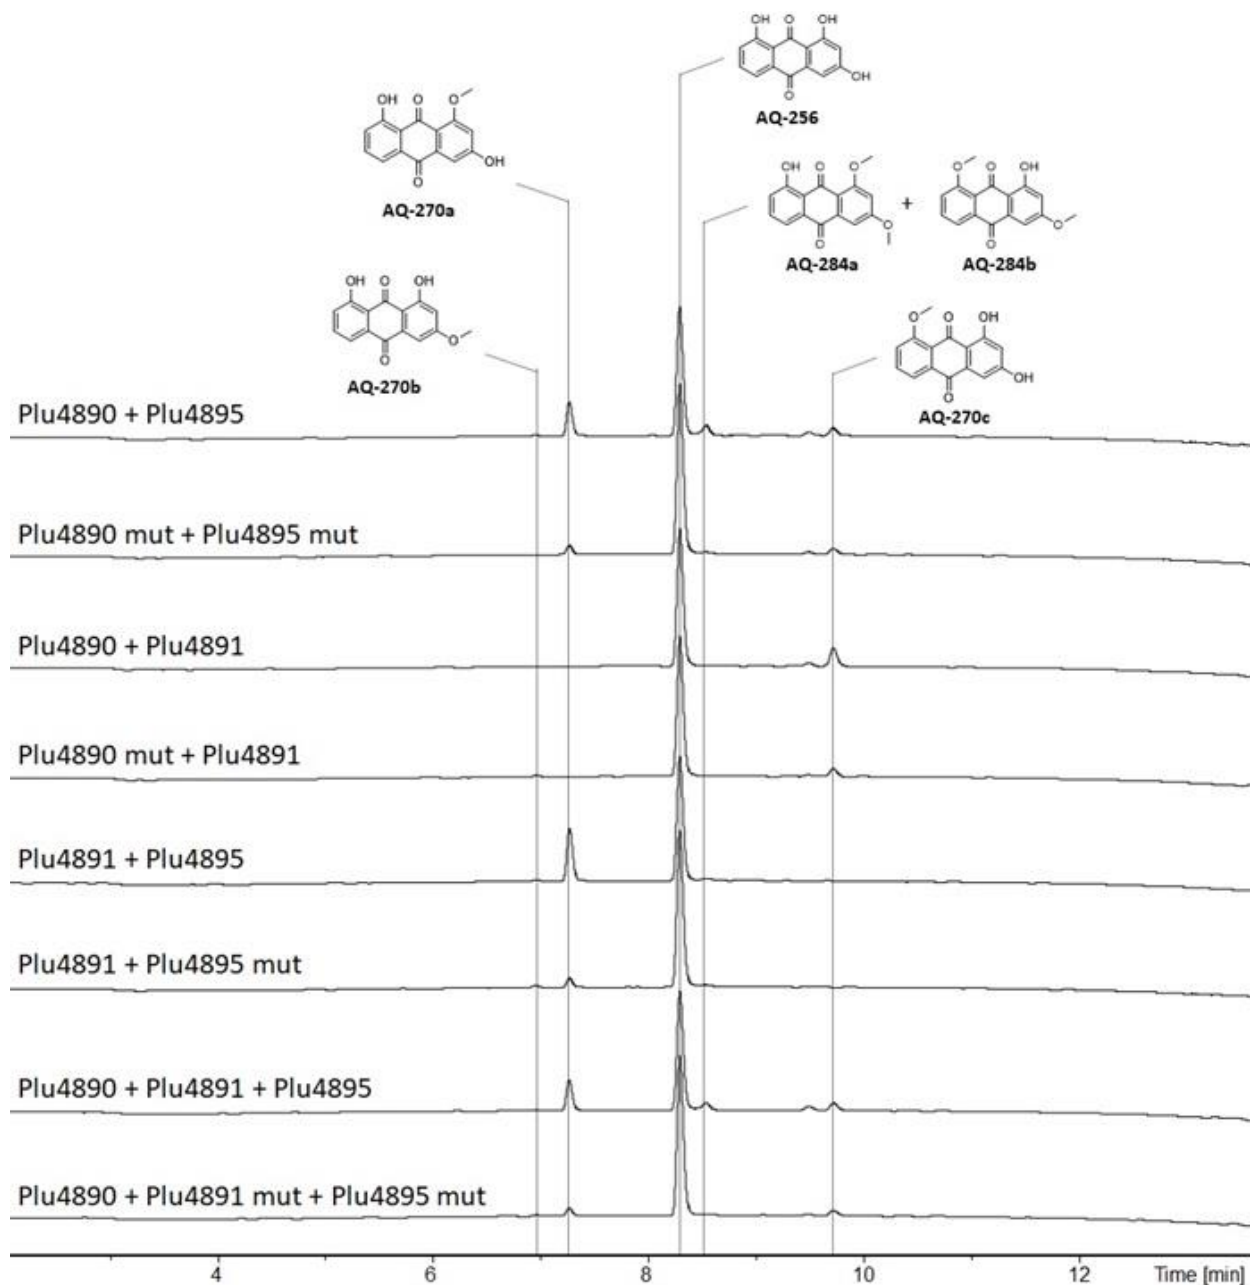 OH O OH
OH
O
AQ-256
OH O O
OH
O
AQ-270a
OH O O
O
O
AQ-284a
+
O O OH
O
O
AQ-284b
OH O OH
O
O
AQ-270b
O O OH
OH
O
AQ-270c
Plu4890 + Plu4895
Plu4890 mut + Plu4895 mut
Plu4890 + Plu4891
Plu4890 mut + Plu4891
Plu4891 + Plu4895
Plu4891 + Plu4895 mut
Plu4890 + Plu4891 + Plu4895
Plu4890 + Plu4891 mut + Plu4895 mut
4 6 8 10 12 Time [min]